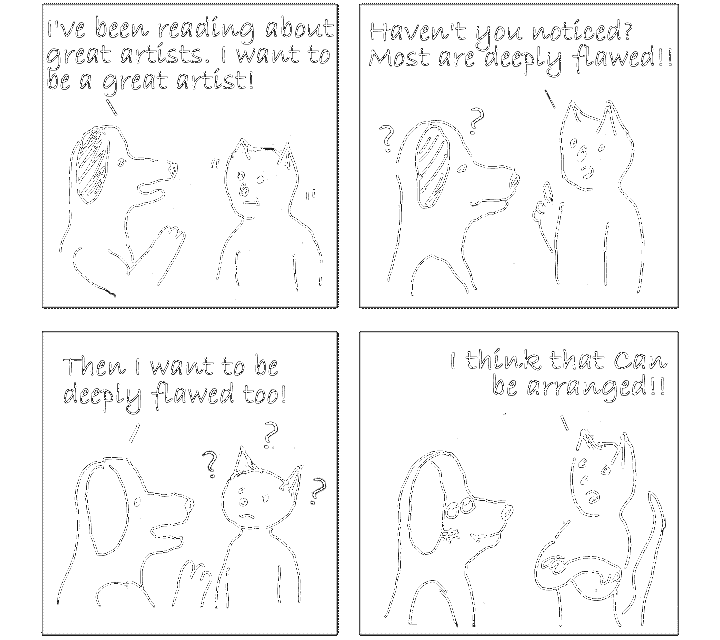 I've been reading about
great artists. I want to
be a great artist!
Haven't you noticed?
Most are deeply flawed!!
? ?
Then I want to be
deeply flawed too!
? ? ?
I think that Can
be arranged!!